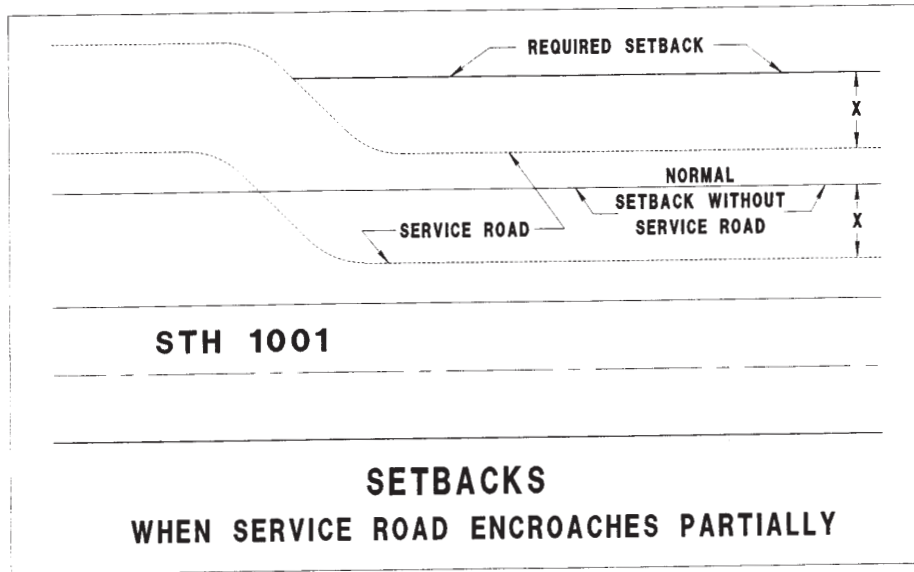 REQUIRED SETBACK
X
NORMAL
SETBACK WITHOUT
SERVICE ROAD
SERVICE ROAD
X
STH 1001
SETBACKS
WHEN SERVICE ROAD ENCROACHES PARTIALLY